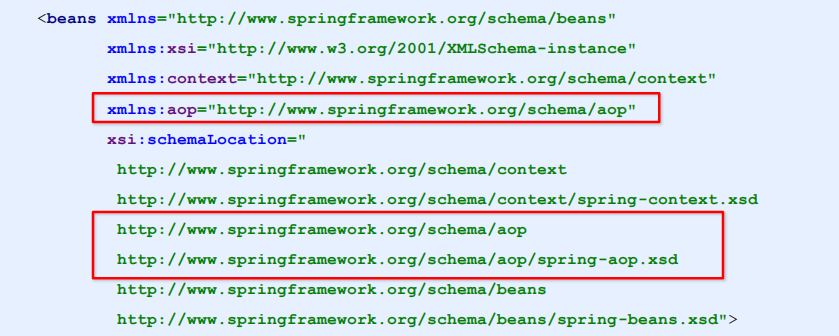 <beans xmlns="http://www.springframework.org/schema/beans"
xmlns:xsi="http://www.w3.org/2001/XMLSchema-instance"
xmlns:context="http://www.springframework.org/schema/context"
xmlns:aop="http://www.springframework.org/schema/aop"
xsi:schemaLocation="
http://www.springframework.org/schema/context
http://www.springframework.org/schema/context/spring-context.xsd
http://www.springframework.org/schema/aop
http://www.springframework.org/schema/aop/spring-aop.xsd
http://www.springframework.org/schema/beans
http://www.springframework.org/schema/beans/spring-beans.xsd">